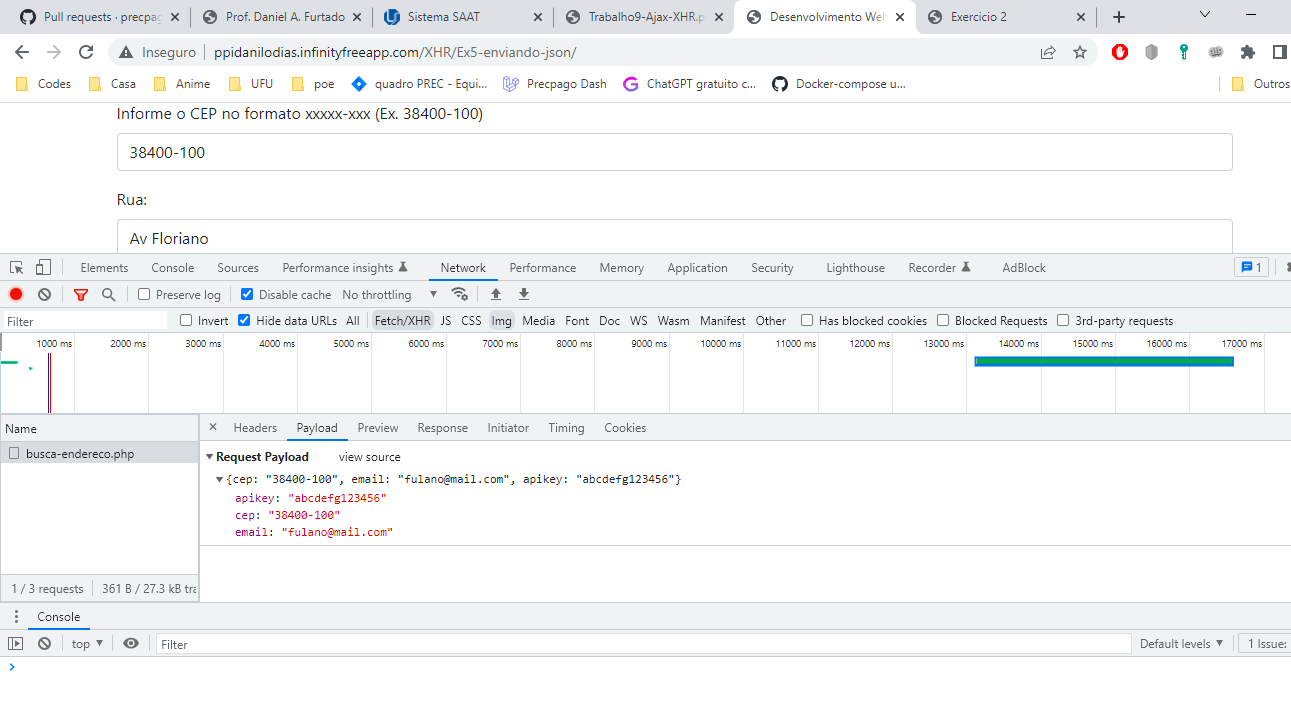 Pull requests · precpag
Prof. Daniel A. Furtado
Sistema SAAT
Trabalho9-Ajax-XHR.p
Desenvolvimento Web
Exercicio 2
Inseguro
ppidanilodias.infinityfreeapp.com/XHR/Ex5-enviando-json/
Codes
Casa
Anime
UFU
poe
quadro PREC - Equi...
Precpago Dash
ChatGPT gratuito c...
Docker-compose u...
Outros
Informe o CEP no formato xxxxx-xxx (Ex. 38400-100)
38400-100
Rua:
Av Floriano
Elements Console Sources Performance insights Network Performance Memory Application Security Lighthouse Recorder AdBlock 1
Preserve log Disable cache No throttling
Filter Invert Hide data URLs All Fetch/XHR JS CSS Img Media Font Doc WS Wasm Manifest Other Has blocked cookies Blocked Requests 3rd-party requests
1000 ms 2000 ms 3000 ms 4000 ms 5000 ms 6000 ms 7000 ms 8000 ms 9000 ms 10000 ms 11000 ms 12000 ms 13000 ms 14000 ms 15000 ms 16000 ms 17000 ms
Name
× Headers Payload Preview Response Initiator Timing Cookies
busca-endereco.php
Request Payload view source
{cep: "38400-100", email: "fulano@mail.com", apikey: "abcdefg123456"}
apikey: "abcdefg123456"
cep: "38400-100"
email: "fulano@mail.com"
1 / 3 requests 361 B / 27.3 kB tra
Console
top Filter Default levels 1 Issue: